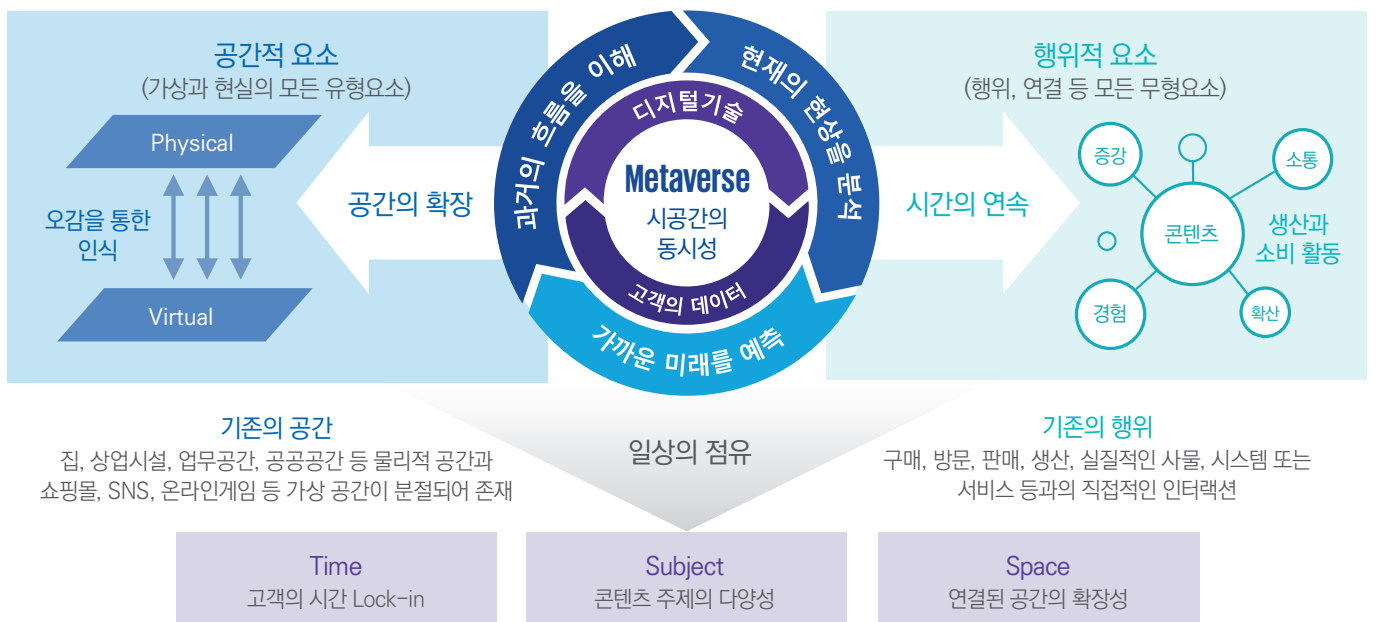 공간적 요소
(가상과 현실의 모든 유형요소)
Physical
오감을 통한
인식
Virtual
공간의 확장
과거의 흐름을 이해
현재의 현상을 분석
가까운 미래를 예측
디지털기술
고객의 데이터
Metaverse
시공간의
동시성
행위적 요소
(행위, 연결 등 모든 무형요소)
시간의 연속
증강
소통
콘텐츠
생산과
소비 활동
경험
확산
기존의 공간
집, 상업시설, 업무공간, 공공공간 등 물리적 공간과
쇼핑몰, SNS, 온라인게임 등 가상 공간이 분절되어 존재
일상의 점유
기존의 행위
구매, 방문, 판매, 생산, 실질적인 사물, 시스템 또는
서비스 등과의 직접적인 인터랙션
Time
고객의 시간 Lock-in
Subject
콘텐츠 주제의 다양성
Space
연결된 공간의 확장성